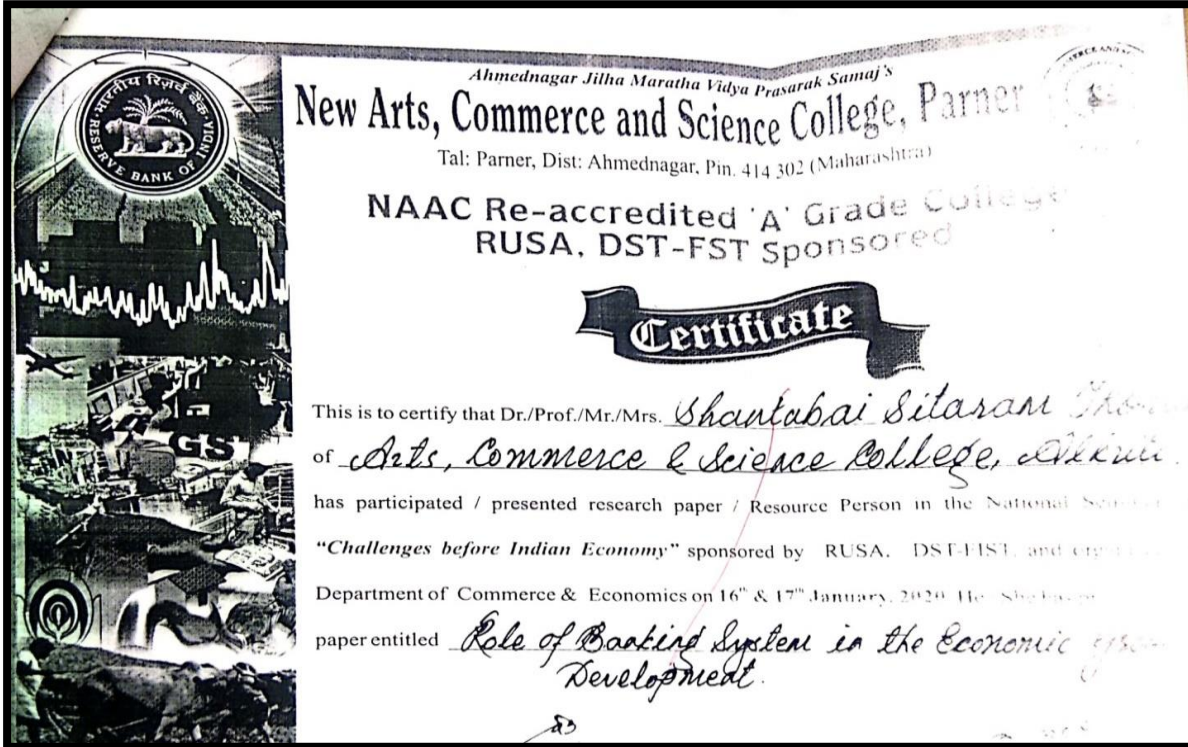 भारतीय रिज़र्व बैंक
RESERVE BANK OF INDIA
Ahmednagar Jilha Maratha Vidya Prasarak Samaj's
New Arts, Commerce and Science College, Parner
Tal: Parner, Dist: Ahmednagar, Pin. 414 302 (Maharashtra)
NAAC Re-accredited 'A' Grade College
RUSA, DST-FST Sponsored
Certificate
This is to certify that Dr./Prof./Mr./Mrs. Shantabai Sitaram
of Arts, Commerce & Science College,
has participated / presented research paper / Resource Person in the National
"Challenges before Indian Economy" sponsored by RUSA. DST-FIST, and
Department of Commerce & Economics on 16th & 17th January, 2020 He
paper entitled Role of Banking System in the Economic
Development.